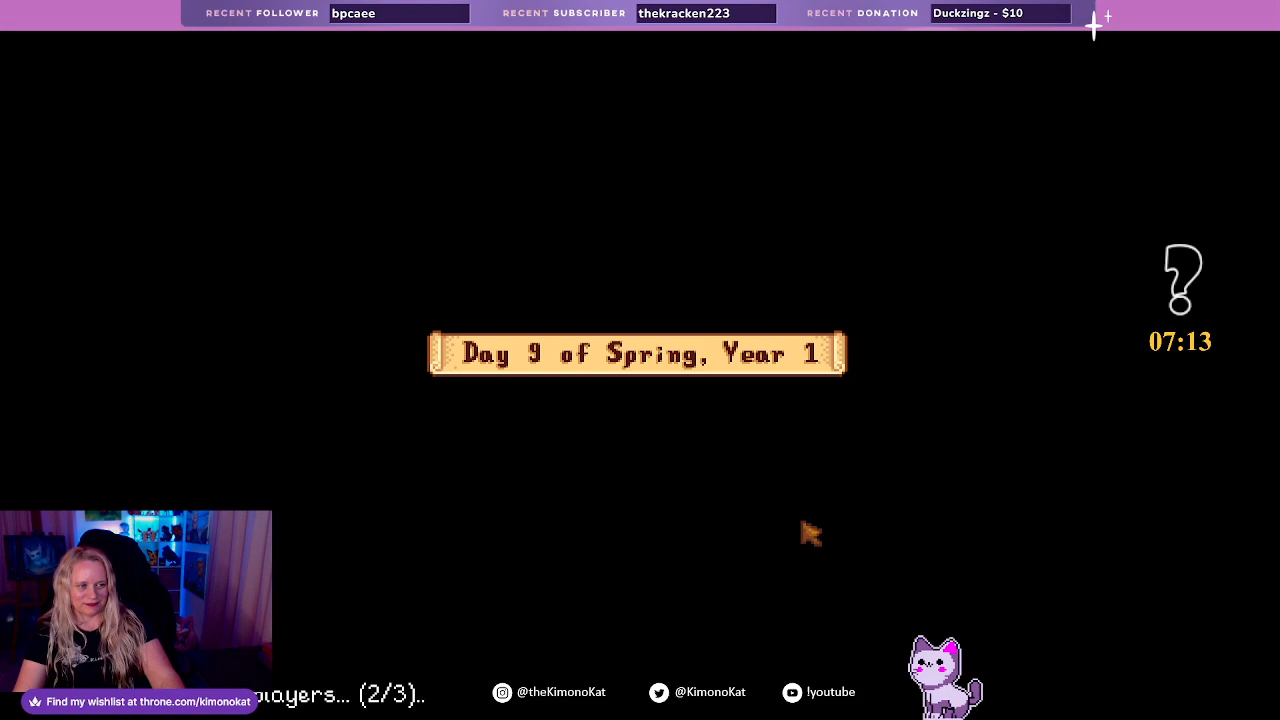 RECENT FOLLOWER bpcaee RECENT SUBSCRIBER thekracken223 RECENT DONATION Duckzingz - $10
07:13
Day 9 of Spring, Year 1
players... (2/3)..
Find my wishlist at throne.com/kimonokat
@theKimonoKat @KimonoKat !youtube